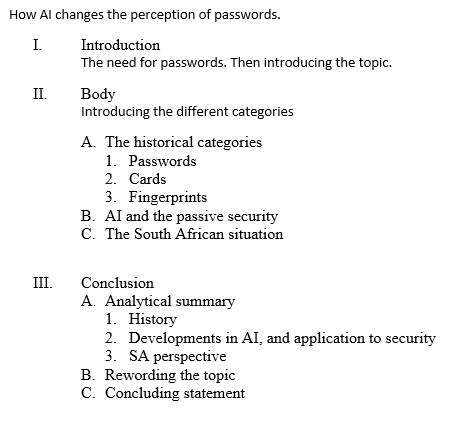 How AI changes the perception of passwords.
I. Introduction
The need for passwords. Then introducing the topic.
II. Body
Introducing the different categories
A. The historical categories
1. Passwords
2. Cards
3. Fingerprints
B. AI and the passive security
C. The South African situation
III. Conclusion
A. Analytical summary
1. History
2. Developments in AI, and application to security
3. SA perspective
B. Rewording the topic
C. Concluding statement